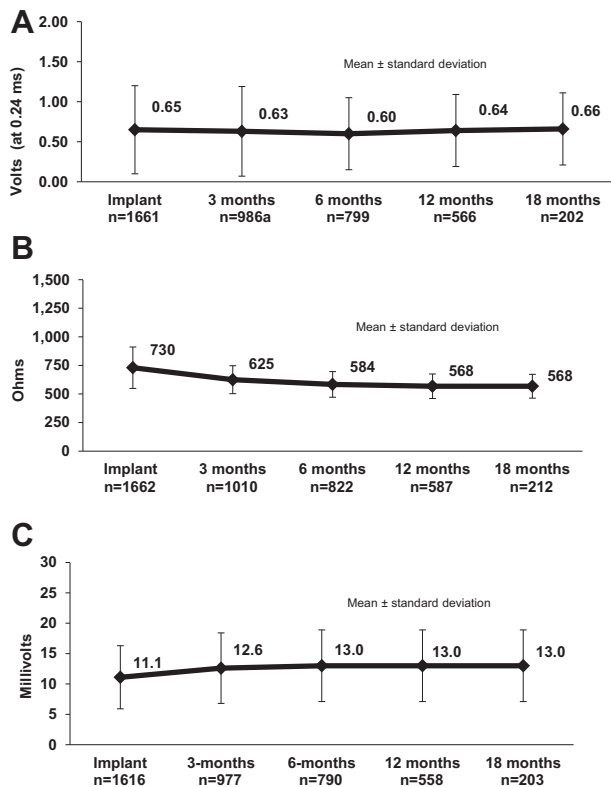 A
Volts (at 0.24 ms)
2.00
1.50
1.00
0.50
0.00
Mean ± standard deviation
0.65
0.63
0.60
0.64
0.66
Implant 3 months 6 months 12 months 18 months
n=1661 n=986a n=799 n=566 n=202
B
Ohms
1,500
1,250
1,000
750
500
250
0
Mean ± standard deviation
730
625
584
568
568
Implant 3 months 6 months 12 months 18 months
n=1662 n=1010 n=822 n=587 n=212
C
Millivolts
30
25
20
15
10
5
0
Mean ± standard deviation
11.1
12.6
13.0
13.0
13.0
Implant 3-months 6-months 12 months 18 months
n=1616 n=977 n=790 n=558 n=203